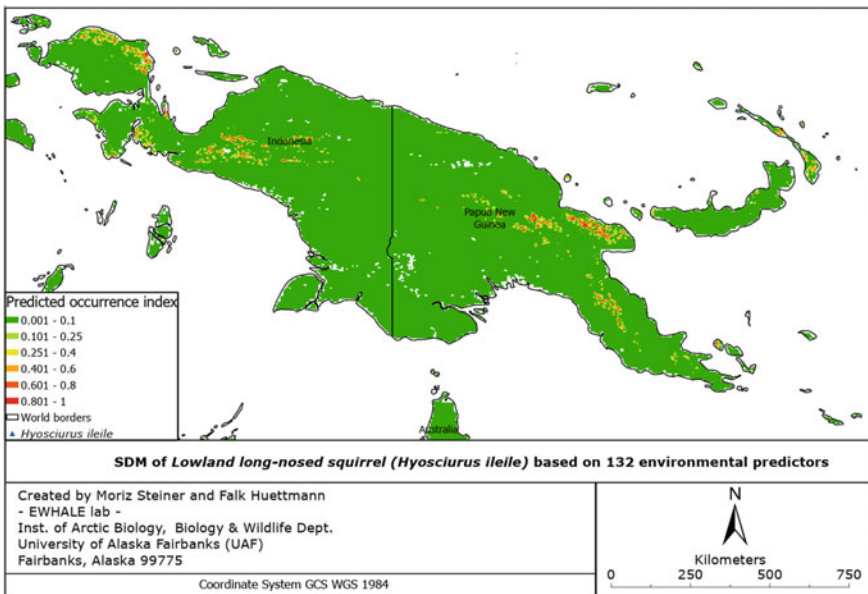 Indonesia
Papua New
Guinea
Australia
Predicted occurrence index
0.001 - 0.1
0.101 - 0.25
0.251 - 0.4
0.401 - 0.6
0.601 - 0.8
0.801 - 1
World borders
Hyosciurus ileile
SDM of Lowland long-nosed squirrel (Hyosciurus ileile) based on 132 environmental predictors
Created by Moriz Steiner and Falk Huettmann
- EWHALE lab -
Inst. of Arctic Biology, Biology & Wildlife Dept.
University of Alaska Fairbanks (UAF)
Fairbanks, Alaska 99775
Coordinate System GCS WGS 1984
N
Kilometers
0 250 500 750